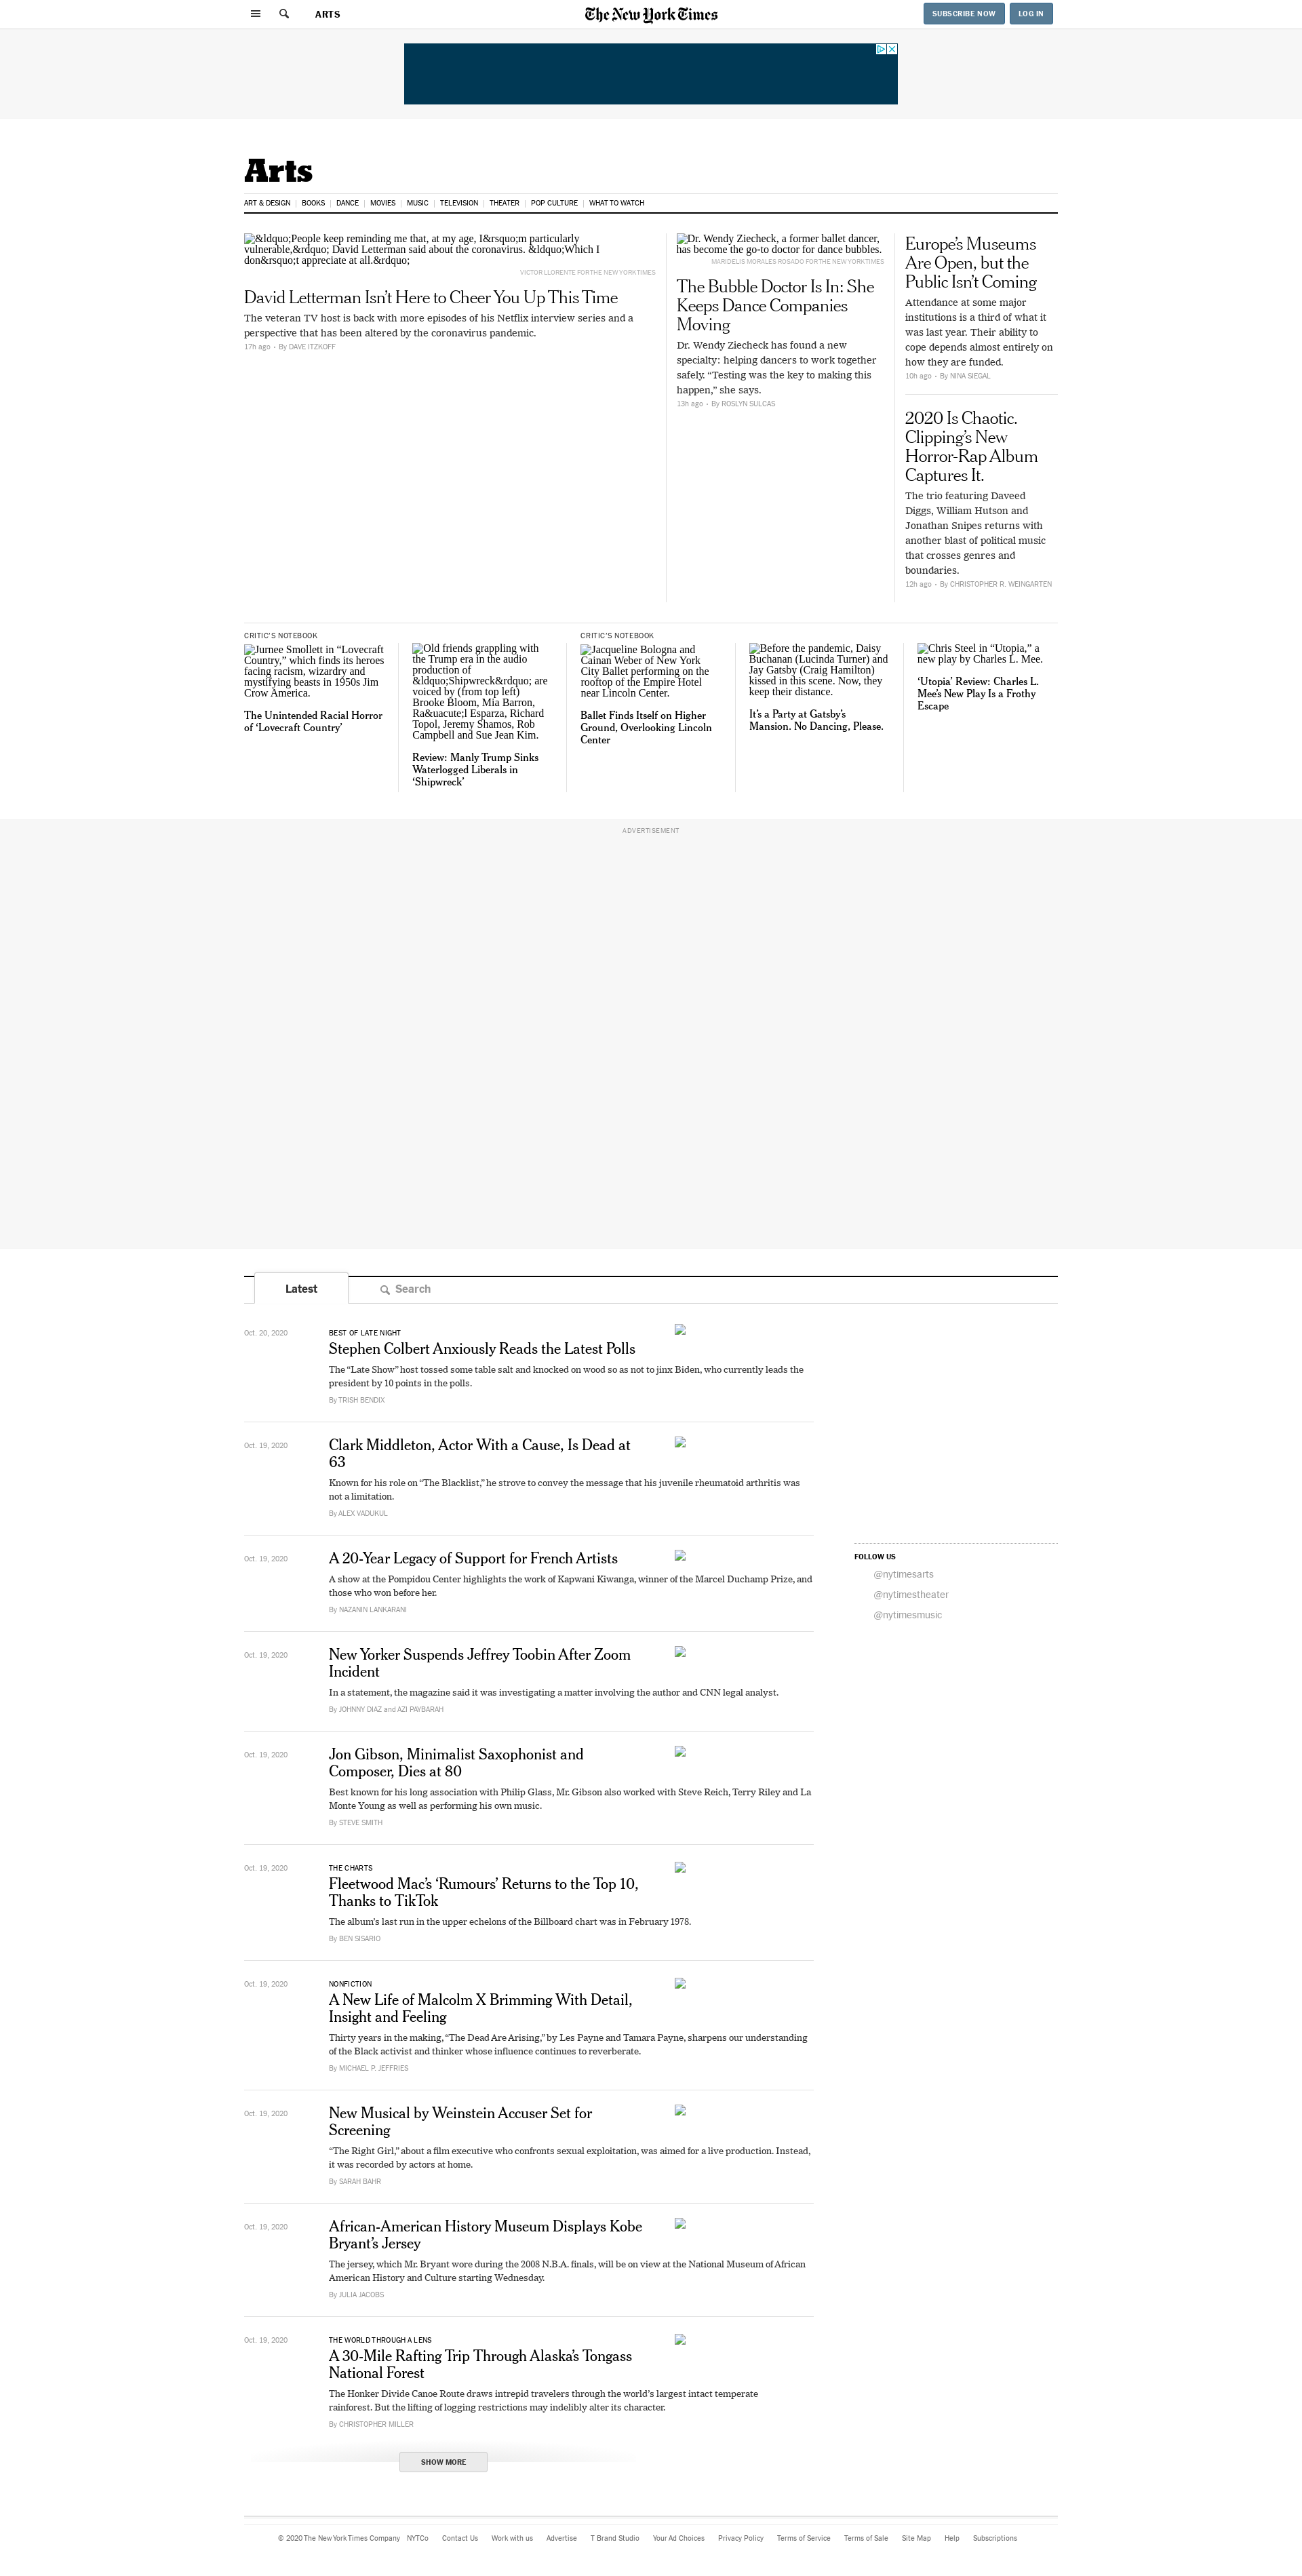 ARTS
The New York Times
SUBSCRIBE NOW
LOG IN
Arts
ART & DESIGN
BOOKS
DANCE
MOVIES
MUSIC
TELEVISION
THEATER
POP CULTURE
WHAT TO WATCH
&ldquo;People keep reminding me that, at my age, I&rsquo;m particularly
vulnerable,&rdquo; David Letterman said about the coronavirus. &ldquo;Which I
don&rsquo;t appreciate at all.&rdquo;
VICTOR LLORENTE FOR THE NEW YORK TIMES
David Letterman Isn’t Here to Cheer You Up This Time
The veteran TV host is back with more episodes of his Netflix interview series and a
perspective that has been altered by the coronavirus pandemic.
17h ago • By DAVE ITZKOFF
Dr. Wendy Ziecheck, a former ballet dancer,
has become the go-to doctor for dance bubbles.
MARIDELIS MORALES ROSADO FOR THE NEW YORK TIMES
The Bubble Doctor Is In: She
Keeps Dance Companies
Moving
Dr. Wendy Ziecheck has found a new
specialty: helping dancers to work together
safely. “Testing was the key to making this
happen,” she says.
13h ago • By ROSLYN SULCAS
Europe’s Museums
Are Open, but the
Public Isn’t Coming
Attendance at some major
institutions is a third of what it
was last year. Their ability to
cope depends almost entirely on
how they are funded.
10h ago • By NINA SIEGAL
2020 Is Chaotic.
Clipping’s New
Horror-Rap Album
Captures It.
The trio featuring Daveed
Diggs, William Hutson and
Jonathan Snipes returns with
another blast of political music
that crosses genres and
boundaries.
12h ago • By CHRISTOPHER R. WEINGARTEN
CRITIC’S NOTEBOOK
Jurnee Smollett in “Lovecraft
Country,” which finds its heroes
facing racism, wizardry and
mystifying beasts in 1950s Jim
Crow America.
The Unintended Racial Horror
of ‘Lovecraft Country’
Old friends grappling with
the Trump era in the audio
production of
&ldquo;Shipwreck&rdquo; are
voiced by (from top left)
Brooke Bloom, Mia Barron,
Ra&uacute;l Esparza, Richard
Topol, Jeremy Shamos, Rob
Campbell and Sue Jean Kim.
Review: Manly Trump Sinks
Waterlogged Liberals in
‘Shipwreck’
CRITIC’S NOTEBOOK
Jacqueline Bologna and
Cainan Weber of New York
City Ballet performing on the
rooftop of the Empire Hotel
near Lincoln Center.
Ballet Finds Itself on Higher
Ground, Overlooking Lincoln
Center
Before the pandemic, Daisy
Buchanan (Lucinda Turner) and
Jay Gatsby (Craig Hamilton)
kissed in this scene. Now, they
keep their distance.
It’s a Party at Gatsby’s
Mansion. No Dancing, Please.
Chris Steel in “Utopia,” a
new play by Charles L. Mee.
‘Utopia’ Review: Charles L.
Mee’s New Play Is a Frothy
Escape
ADVERTISEMENT
Latest
Search
Oct. 20, 2020
BEST OF LATE NIGHT
Stephen Colbert Anxiously Reads the Latest Polls
The “Late Show” host tossed some table salt and knocked on wood so as not to jinx Biden, who currently leads the
president by 10 points in the polls.
By TRISH BENDIX
Oct. 19, 2020
Clark Middleton, Actor With a Cause, Is Dead at
63
Known for his role on “The Blacklist,” he strove to convey the message that his juvenile rheumatoid arthritis was
not a limitation.
By ALEX VADUKUL
Oct. 19, 2020
A 20-Year Legacy of Support for French Artists
A show at the Pompidou Center highlights the work of Kapwani Kiwanga, winner of the Marcel Duchamp Prize, and
those who won before her.
By NAZANIN LANKARANI
Oct. 19, 2020
New Yorker Suspends Jeffrey Toobin After Zoom
Incident
In a statement, the magazine said it was investigating a matter involving the author and CNN legal analyst.
By JOHNNY DIAZ and AZI PAYBARAH
Oct. 19, 2020
Jon Gibson, Minimalist Saxophonist and
Composer, Dies at 80
Best known for his long association with Philip Glass, Mr. Gibson also worked with Steve Reich, Terry Riley and La
Monte Young as well as performing his own music.
By STEVE SMITH
Oct. 19, 2020
THE CHARTS
Fleetwood Mac’s ‘Rumours’ Returns to the Top 10,
Thanks to TikTok
The album’s last run in the upper echelons of the Billboard chart was in February 1978.
By BEN SISARIO
Oct. 19, 2020
NONFICTION
A New Life of Malcolm X Brimming With Detail,
Insight and Feeling
Thirty years in the making, “The Dead Are Arising,” by Les Payne and Tamara Payne, sharpens our understanding
of the Black activist and thinker whose influence continues to reverberate.
By MICHAEL P. JEFFRIES
Oct. 19, 2020
New Musical by Weinstein Accuser Set for
Screening
“The Right Girl,” about a film executive who confronts sexual exploitation, was aimed for a live production. Instead,
it was recorded by actors at home.
By SARAH BAHR
Oct. 19, 2020
African-American History Museum Displays Kobe
Bryant’s Jersey
The jersey, which Mr. Bryant wore during the 2008 N.B.A. finals, will be on view at the National Museum of African
American History and Culture starting Wednesday.
By JULIA JACOBS
Oct. 19, 2020
THE WORLD THROUGH A LENS
A 30-Mile Rafting Trip Through Alaska’s Tongass
National Forest
The Honker Divide Canoe Route draws intrepid travelers through the world’s largest intact temperate
rainforest. But the lifting of logging restrictions may indelibly alter its character.
By CHRISTOPHER MILLER
SHOW MORE
FOLLOW US
@nytimesarts
@nytimestheater
@nytimesmusic
© 2020 The New York Times Company
NYTCo
Contact Us
Work with us
Advertise
T Brand Studio
Your Ad Choices
Privacy Policy
Terms of Service
Terms of Sale
Site Map
Help
Subscriptions